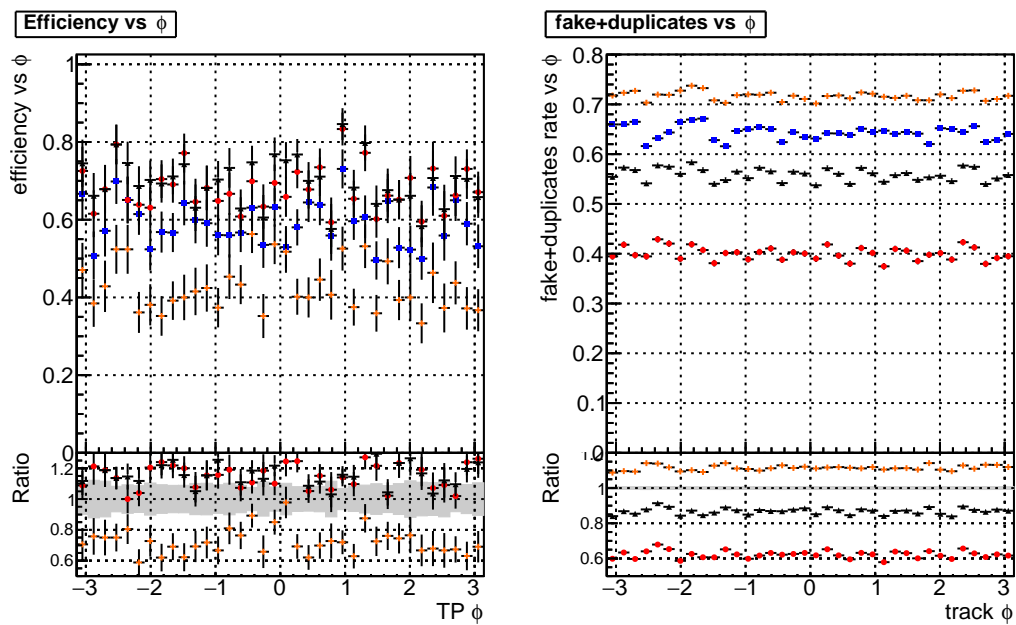 Efficiency vs ϕ
efficiency vs ϕ
1
0.8
0.6
0.4
0.2
0
Ratio
1.2
1
0.8
0.6
−3 −2 −1 0 1 2 3
TP ϕ
fake+duplicates vs ϕ
fake+duplicates rate vs ϕ
0.8
0.7
0.6
0.5
0.4
0.3
0.2
0.1
0
Ratio
1
0.8
0.6
−3 −2 −1 0 1 2 3
track ϕ